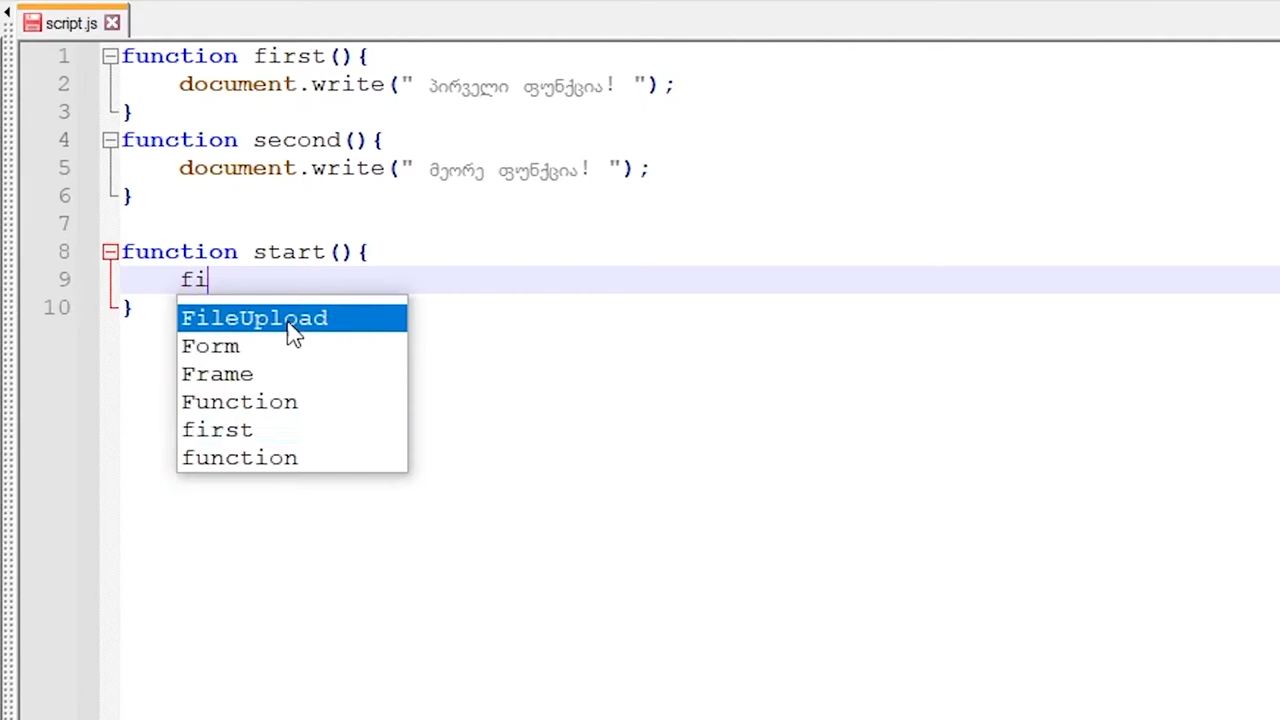 script.js
1 function first(){
2 document.write(" პირველი ფუნქცია! ");
3 }
4 function second(){
5 document.write(" მეორე ფუნქცია! ");
6 }
7
8 function start(){
9 fi
10 }
FileUpload
Form
Frame
Function
first
function